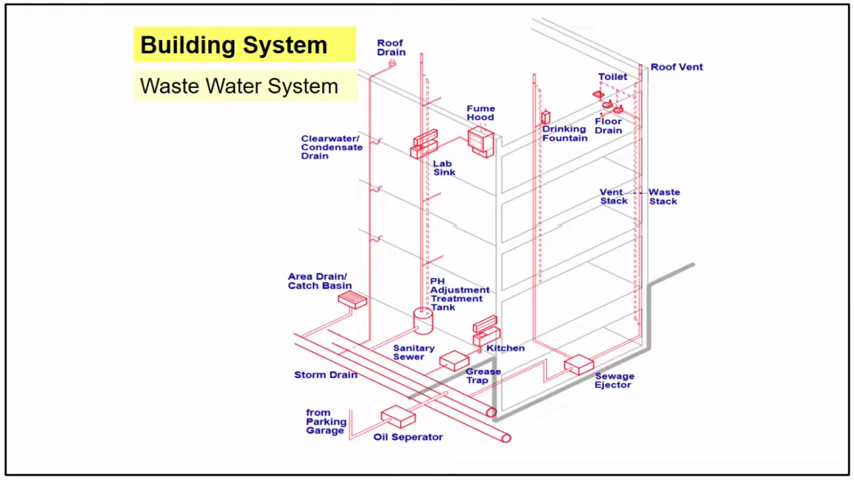 Building System
Waste Water System
Roof
Drain
Roof Vent
Toilet
Fume
Hood
Floor
Drain
Drinking
Fountain
Clearwater/
Condensate
Drain
Lab
Sink
Vent
Stack
Waste
Stack
Area Drain/
Catch Basin
PH
Adjustment
Treatment
Tank
Sanitary
Sewer
Kitchen
Storm Drain
Grease
Trap
Sewage
Ejector
from
Parking
Garage
Oil Seperator